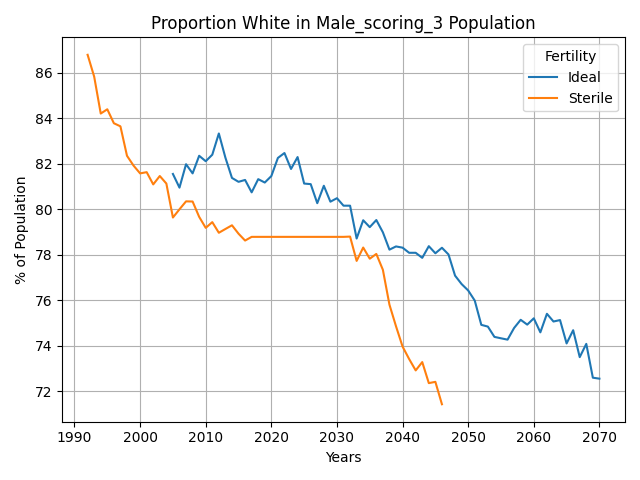 Proportion White in Male_scoring_3 Population
Fertility
Ideal
Sterile
% of Population
86
84
82
80
78
76
74
72
1990 2000 2010 2020 2030 2040 2050 2060 2070
Years